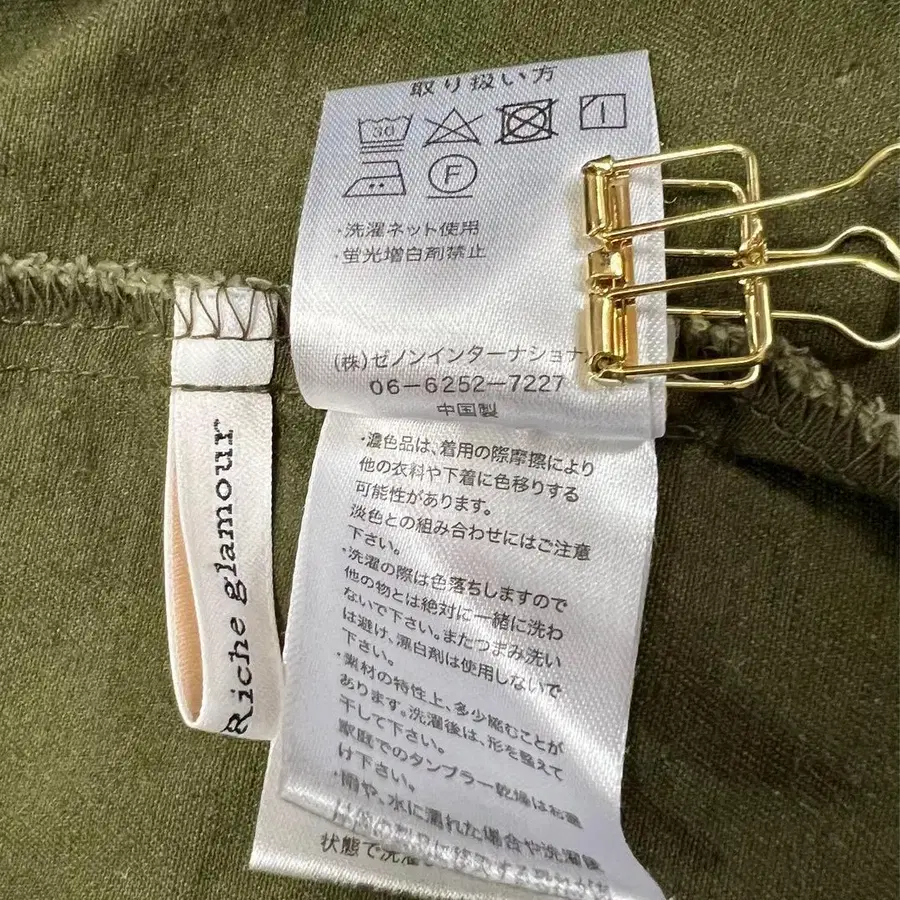 取り扱い方
30
F
・洗濯ネット使用
・蛍光増白剤禁止
(株)ゼノンインターナショナ
06-6252-7227
中国製
Riche glamour
・濃色品は、着用の際摩擦により
他の衣料や下着に色移りする
可能性があります。
淡色との組み合わせにはご注意
下さい。
・洗濯の際は色落ちしますので
他の物とは絶対に一緒に洗わ
ないで下さい。またつまみ洗い
は避け、漂白剤は使用しないで
下さい。
・素材の特性上、多少縮むことが
あります。洗濯後は、形を整えて
干して下さい。
家庭でのタンブラー乾燥はお避
け下さい。
・雨や、水に濡れた場合や洗濯後
状態で洗濯